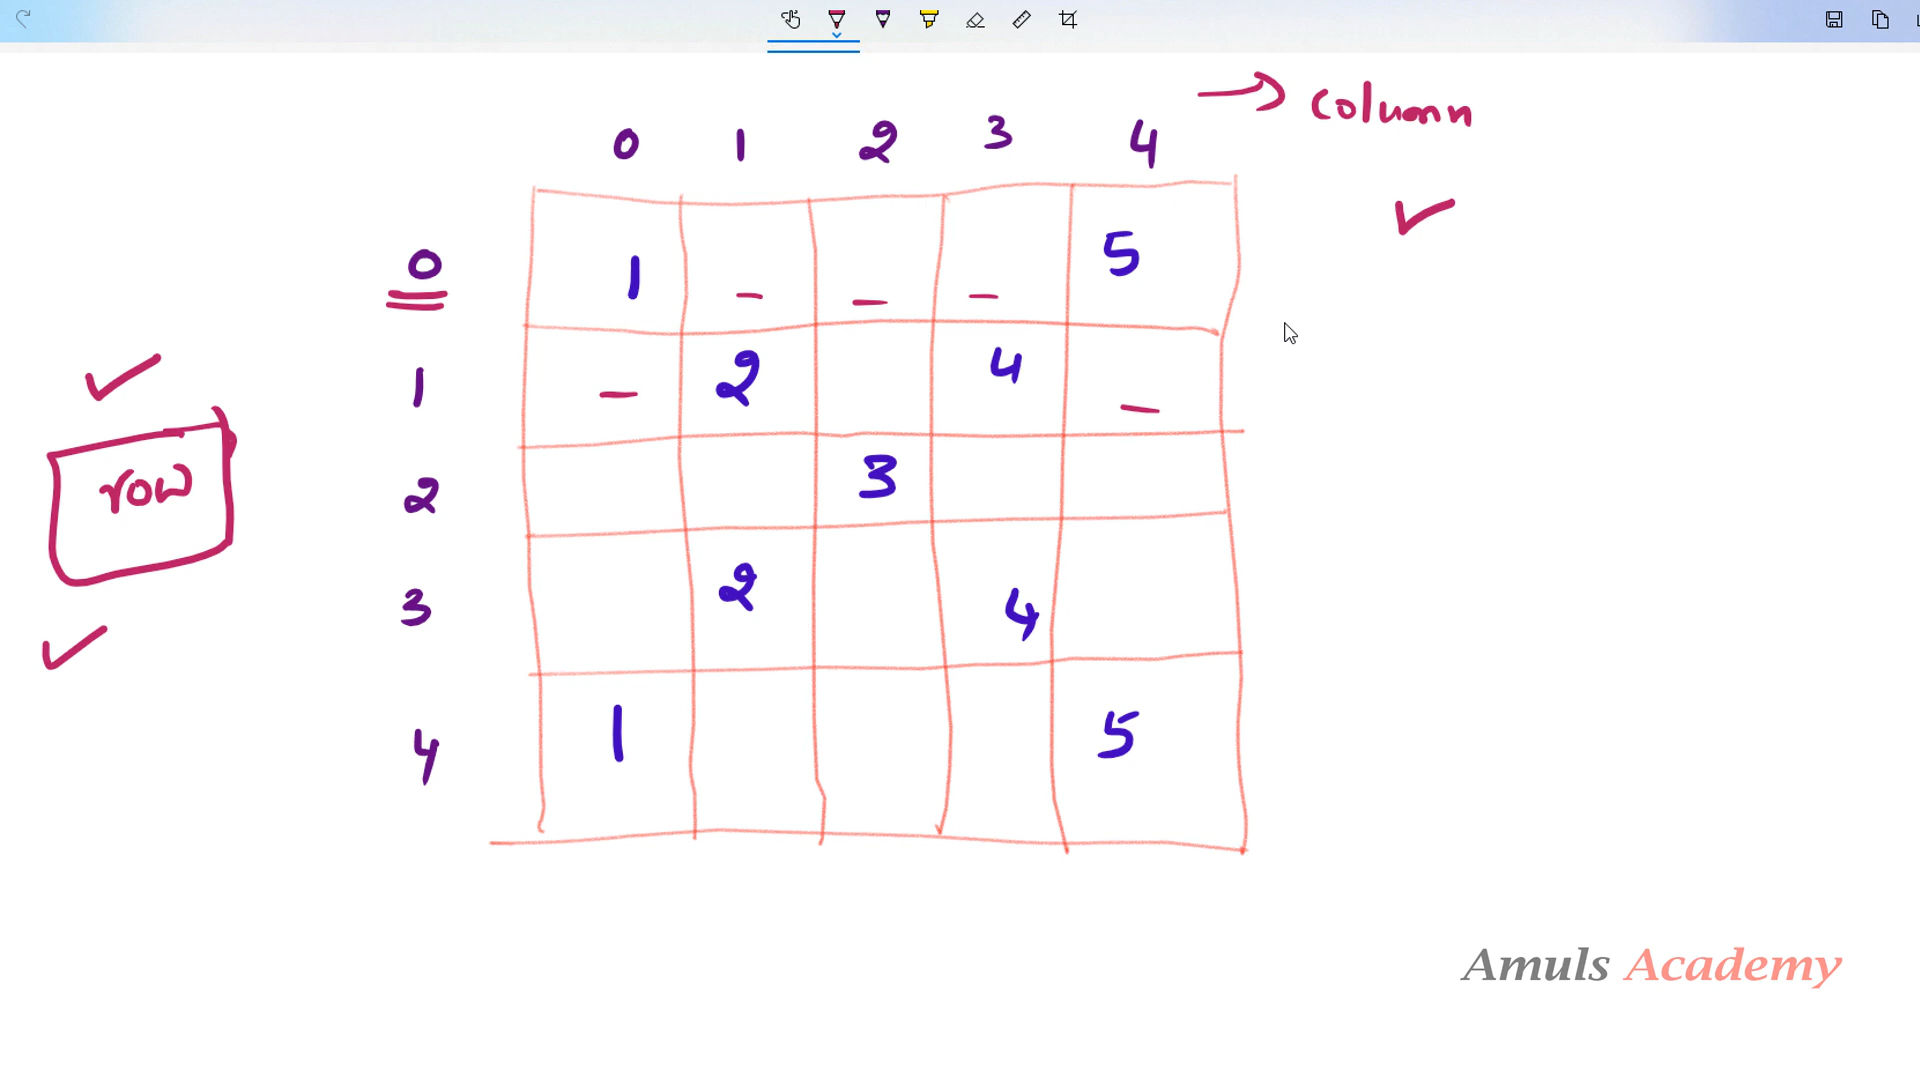 → column
0 1 2 3 4
0 1 - - - 5
1 - 2 4 -
2 3
row
3 2 4
4 1 5
Amuls Academy